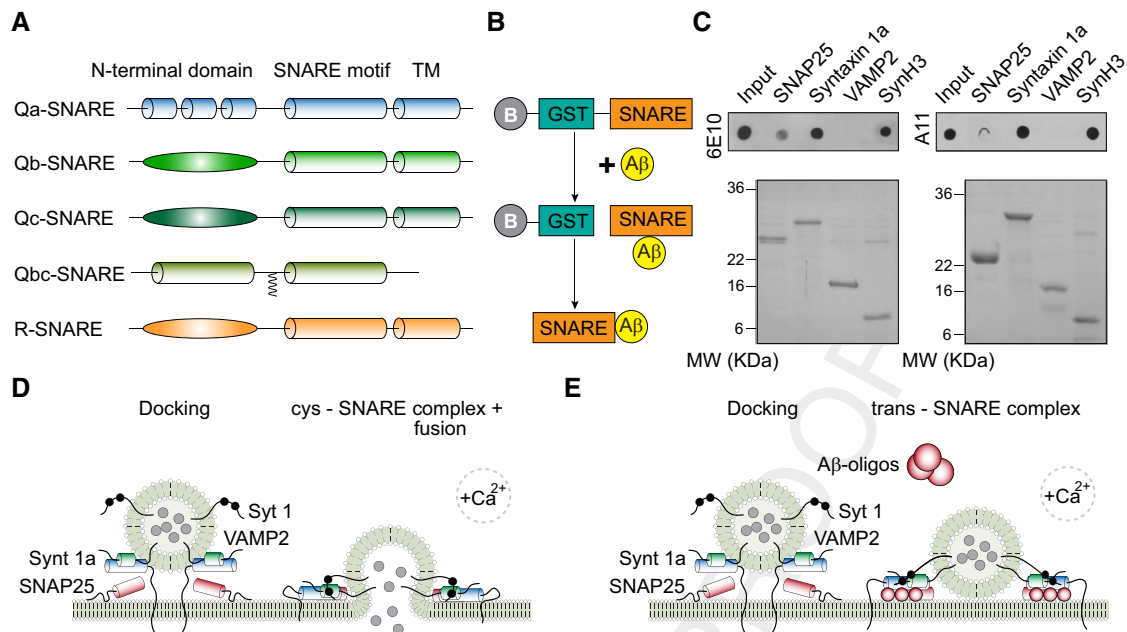 A
N-terminal domain SNARE motif TM
Qa-SNARE
Qb-SNARE
Qc-SNARE
Qbc-SNARE
R-SNARE
B
B GST SNARE
+ Aβ
B GST SNARE
Aβ
SNARE Aβ
C
Input SNAP25 Syntaxin 1a VAMP2 SynH3
6E10
36
22
16
6
MW (KDa)
Input SNAP25 Syntaxin 1a VAMP2 SynH3
A11
36
22
16
6
MW (KDa)
D
Docking
cys - SNARE complex +
fusion
+Ca2+
Syt 1
VAMP2
Synt 1a
SNAP25
E
Docking
trans - SNARE complex
Aβ-oligos
+Ca2+
Syt 1
VAMP2
Synt 1a
SNAP25
PROOF